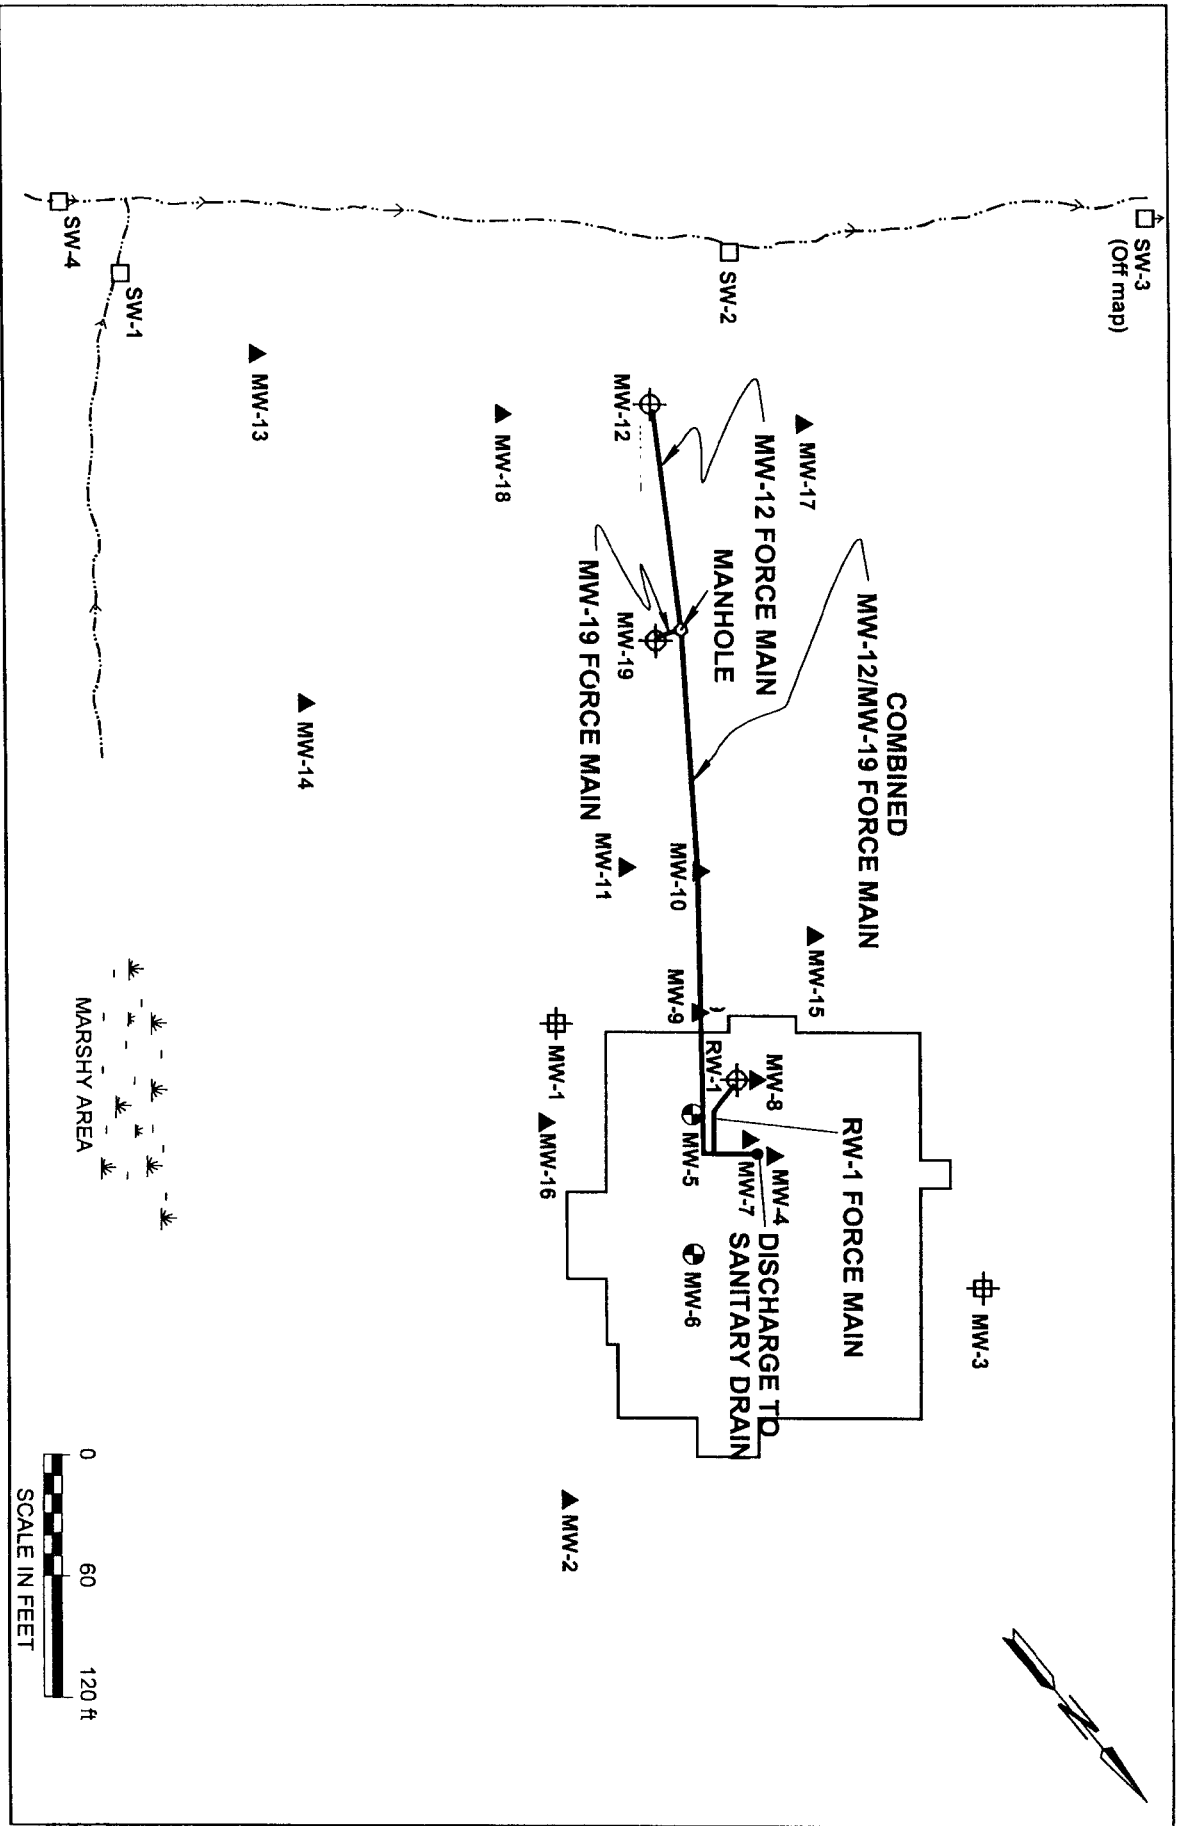 SW-3
(Off map)
SW-2
SW-4
SW-1
MW-17
MW-12 FORCE MAIN
MANHOLE
COMBINED
MW-12/MW-19 FORCE MAIN
MW-12
MW-19
MW-19 FORCE MAIN
MW-18
MW-13
MW-14
MW-11
MW-10
MW-15
MW-9
RW-1
MW-8
RW-1 FORCE MAIN
MW-4
MW-7
DISCHARGE TO
SANITARY DRAIN
MW-5
MW-6
MW-1
MW-16
MW-3
MW-2
MARSHY AREA
N
0
60
120 ft
SCALE IN FEET